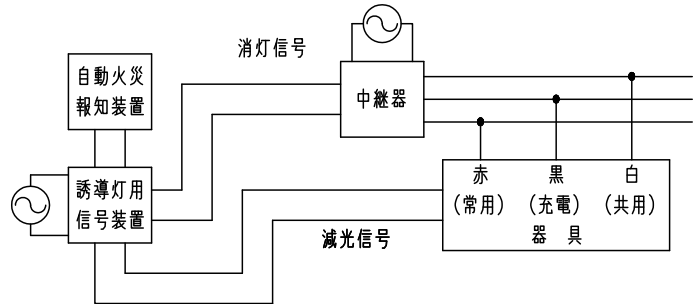 消灯信号
自動火災
報知装置
中継器
誘導灯用
信号装置
赤 黒 白
(常用) (充電) (共用)
器 具
減光信号